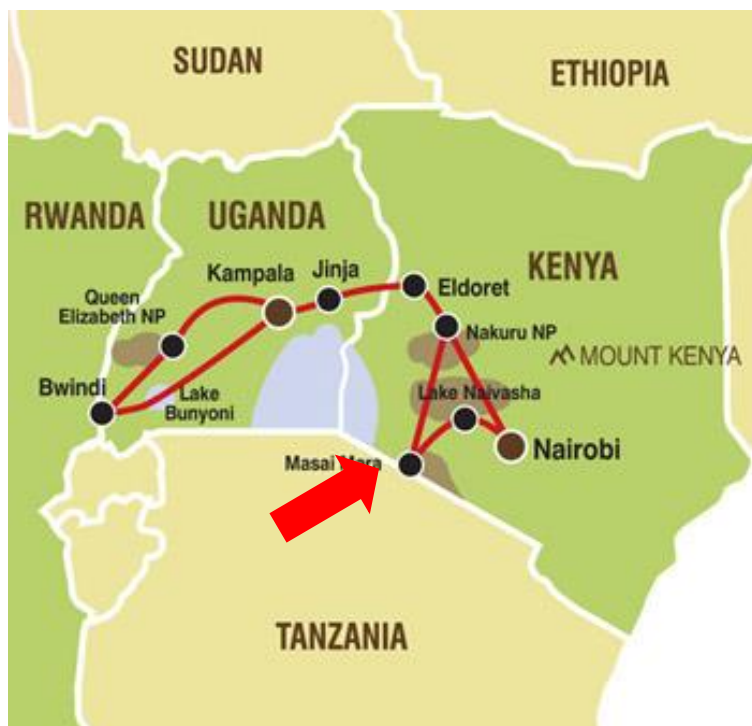 SUDAN
ETHIOPIA
RWANDA
UGANDA
KENYA
Kampala
Jinja
Eldoret
Queen
Elizabeth NP
Nakuru NP
MOUNT KENYA
Bwindi
Lake
Bunyoni
Lake Naivasha
Nairobi
Masai Mara
TANZANIA